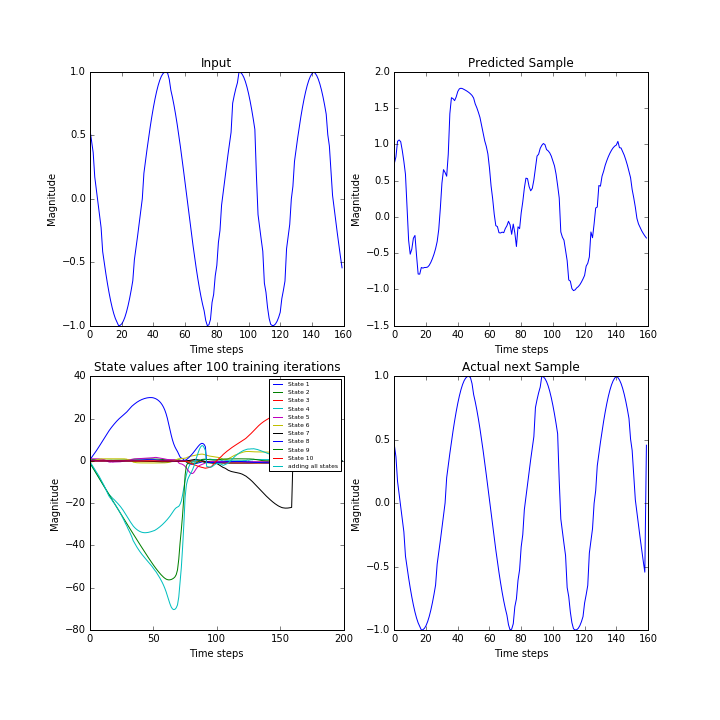 Input
Magnitude
1.0
0.5
0.0
−0.5
−1.0
0 20 40 60 80 100 120 140 160
Time steps
Predicted Sample
Magnitude
2.0
1.5
1.0
0.5
0.0
−0.5
−1.0
−1.5
0 20 40 60 80 100 120 140 160
Time steps
State values after 100 training iterations
Magnitude
40
20
0
−20
−40
−60
−80
0 50 100 150 200
Time steps
State 1
State 2
State 3
State 4
State 5
State 6
State 7
State 8
State 9
State 10
adding all states
Actual next Sample
Magnitude
1.0
0.5
0.0
−0.5
−1.0
0 20 40 60 80 100 120 140 160
Time steps